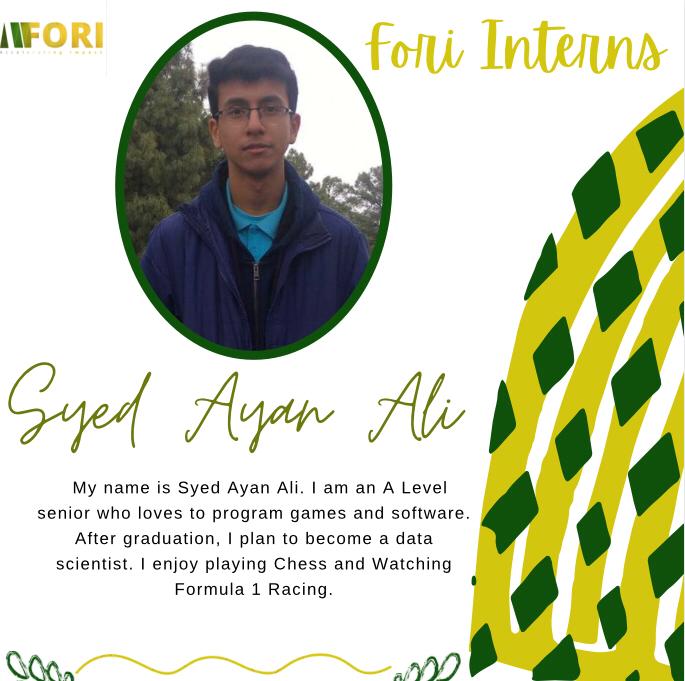 FORI
Fori Interns
Syed Ayan Ali
My name is Syed Ayan Ali. I am an A Level
senior who loves to program games and software.
After graduation, I plan to become a data
scientist. I enjoy playing Chess and Watching
Formula 1 Racing.